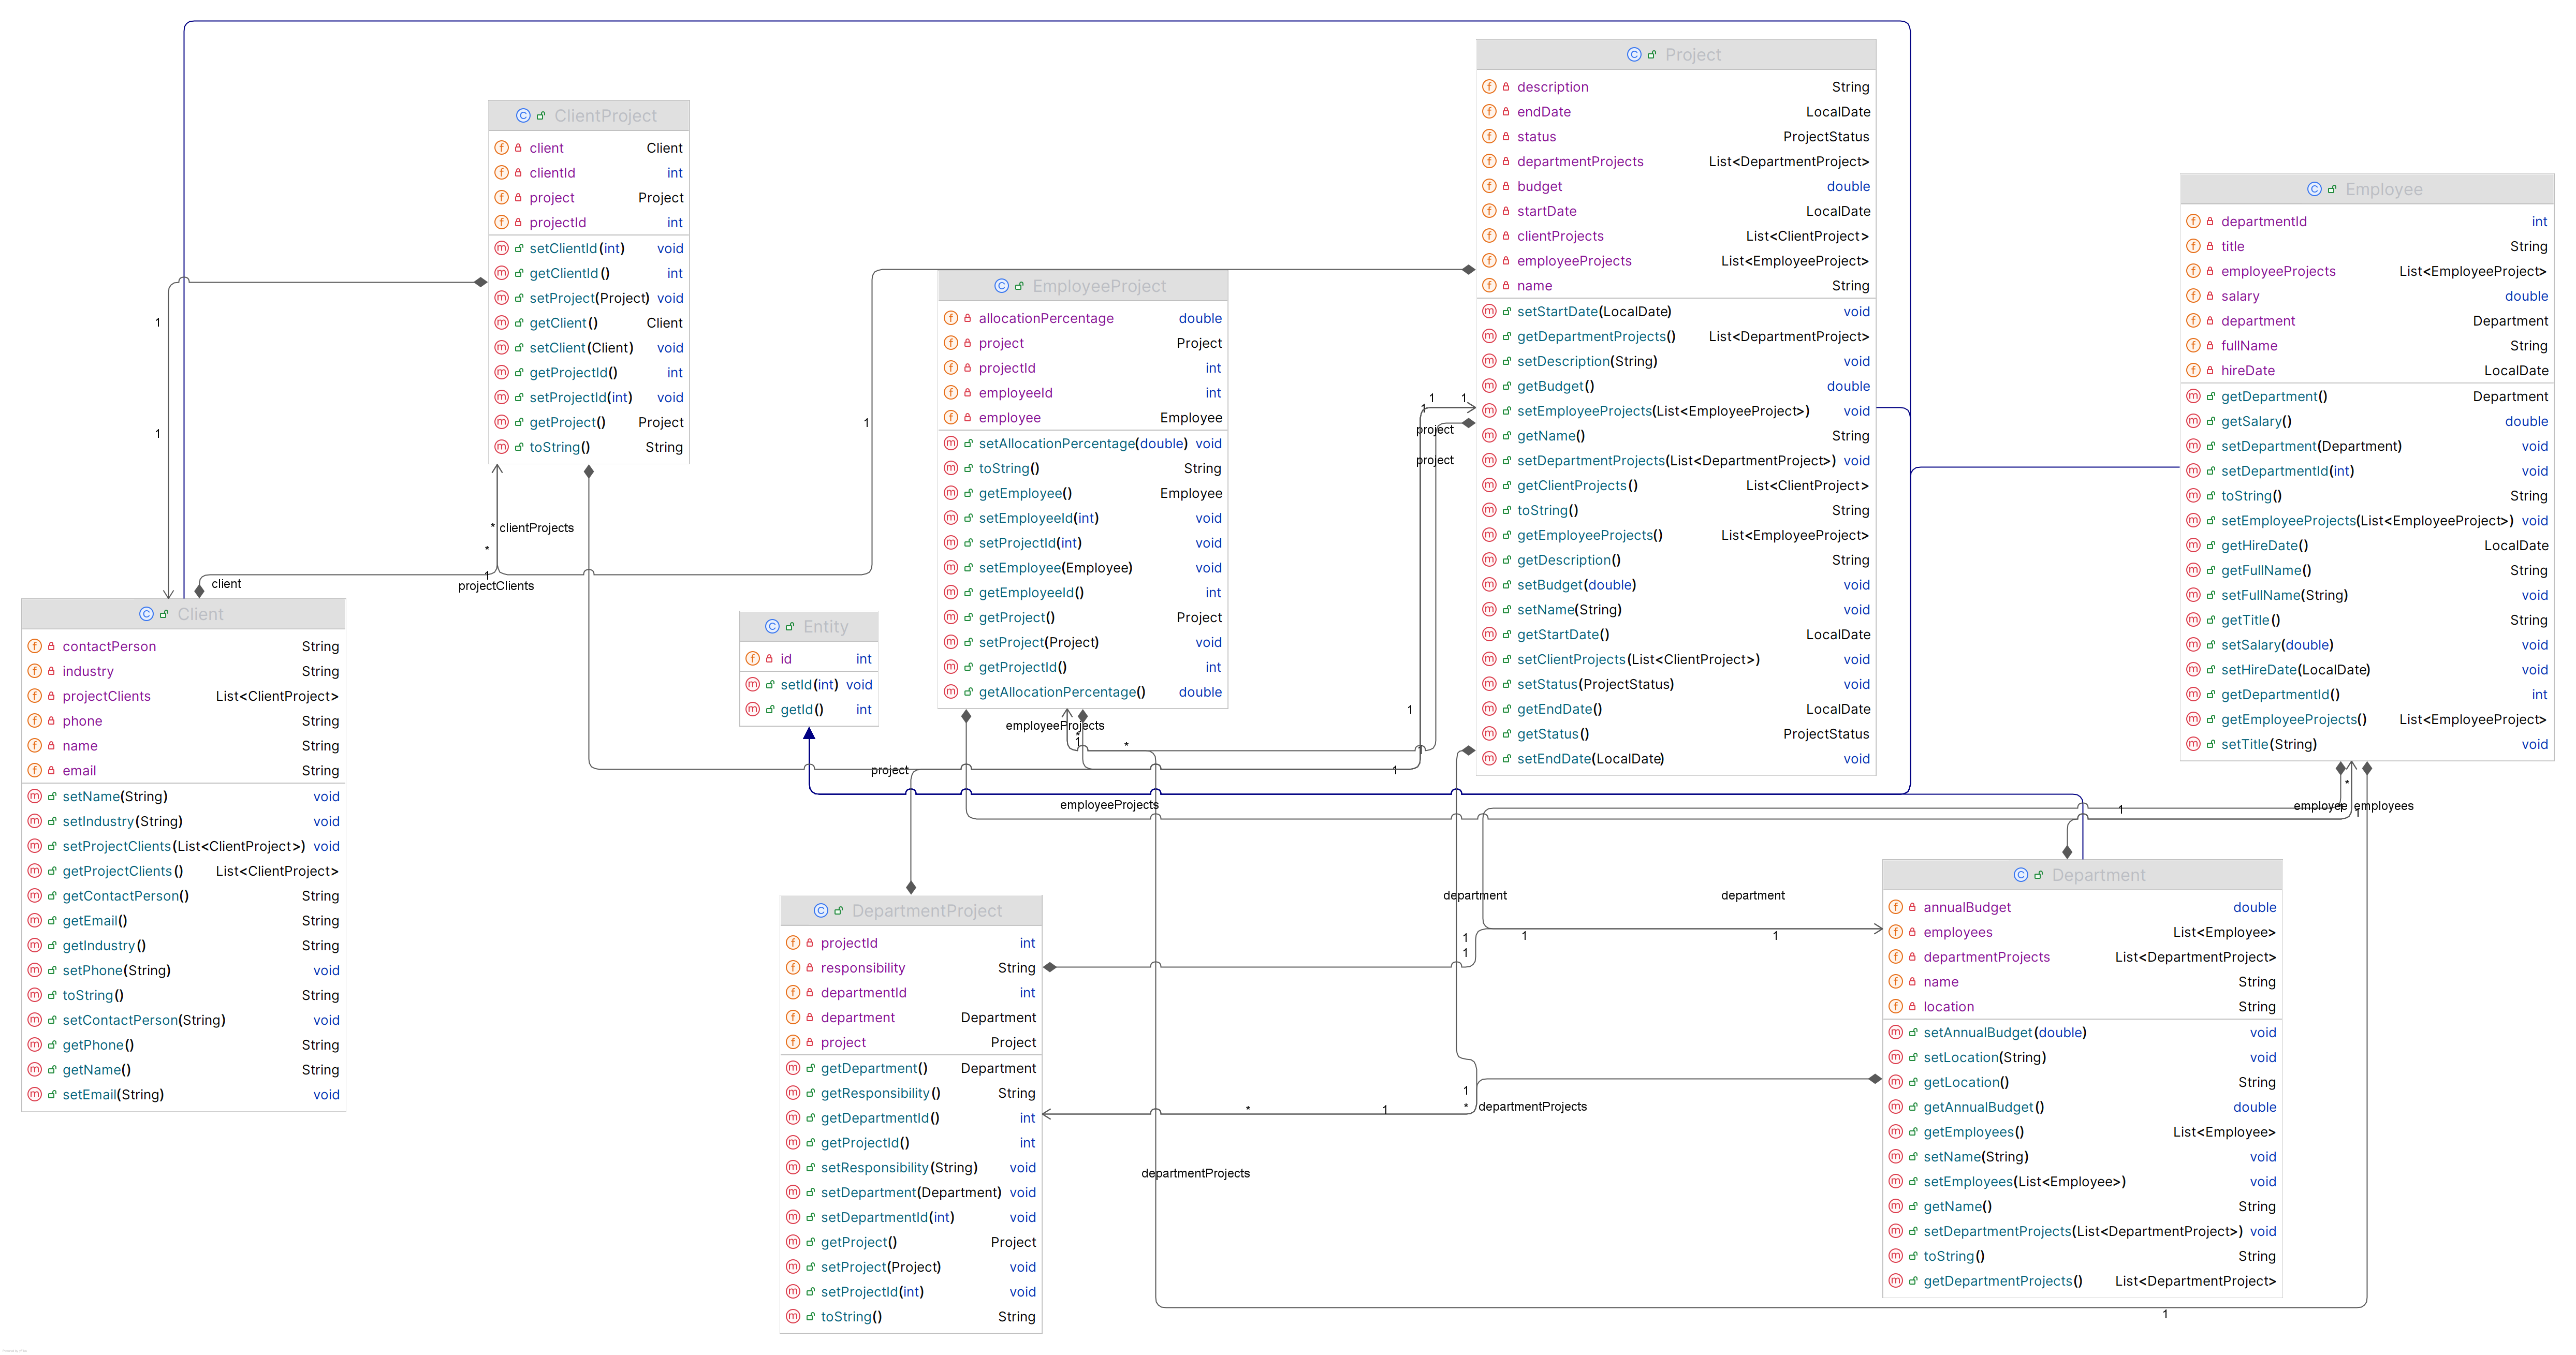 ClientProject
client Client
clientId int
project Project
projectId int
setClientId(int) void
getClientId() int
setProject(Project) void
getClient() Client
setClient(Client) void
getProjectId() int
setProjectId(int) void
getProject() Project
toString() String
EmployeeProject
allocationPercentage double
project Project
projectId int
employeeId int
employee Employee
setAllocationPercentage(double) void
toString() String
getEmployee() Employee
setEmployeeId(int) void
setProjectId(int) void
setEmployee(Employee) void
getEmployeeId() int
getProject() Project
setProject(Project) void
getProjectId() int
getAllocationPercentage() double
Project
description String
endDate LocalDate
status ProjectStatus
departmentProjects List<DepartmentProject>
budget double
startDate LocalDate
clientProjects List<ClientProject>
employeeProjects List<EmployeeProject>
name String
setStartDate(LocalDate) void
getDepartmentProjects() List<DepartmentProject>
setDescription(String) void
getBudget() double
setEmployeeProjects(List<EmployeeProject>) void
getName() String
setDepartmentProjects(List<DepartmentProject>) void
getClientProjects() List<ClientProject>
toString() String
getEmployeeProjects() List<EmployeeProject>
getDescription() String
setBudget(double) void
setName(String) void
getStartDate() LocalDate
setClientProjects(List<ClientProject>) void
setStatus(ProjectStatus) void
getEndDate() LocalDate
getStatus() ProjectStatus
setEndDate(LocalDate) void
Employee
departmentId int
title String
employeeProjects List<EmployeeProject>
salary double
department Department
fullName String
hireDate LocalDate
getDepartment() Department
getSalary() double
setDepartment(Department) void
setDepartmentId(int) void
toString() String
setEmployeeProjects(List<EmployeeProject>) void
getHireDate() LocalDate
getFullName() String
setFullName(String) void
getTitle() String
setSalary(double) void
setHireDate(LocalDate) void
getDepartmentId() int
getEmployeeProjects() List<EmployeeProject>
setTitle(String) void
Client
contactPerson String
industry String
projectClients List<ClientProject>
phone String
name String
email String
setName(String) void
setIndustry(String) void
setProjectClients(List<ClientProject>) void
getProjectClients() List<ClientProject>
getContactPerson() String
getEmail() String
getIndustry() String
setPhone(String) void
toString() String
setContactPerson(String) void
getPhone() String
getName() String
setEmail(String) void
Entity
id int
setId(int) void
getId() int
DepartmentProject
projectId int
responsibility String
departmentId int
department Department
project Project
getDepartment() Department
getResponsibility() String
getDepartmentId() int
getProjectId() int
setResponsibility(String) void
setDepartment(Department) void
setDepartmentId(int) void
getProject() Project
setProject(Project) void
setProjectId(int) void
toString() String
Department
annualBudget double
employees List<Employee>
departmentProjects List<DepartmentProject>
name String
location String
setAnnualBudget(double) void
setLocation(String) void
getLocation() String
getAnnualBudget() double
getEmployees() List<Employee>
setName(String) void
setEmployees(List<Employee>) void
getName() String
setDepartmentProjects(List<DepartmentProject>) void
toString() String
getDepartmentProjects() List<DepartmentProject>
1
1
* clientProjects
*
1
client
projectClients
1
1 1
1
project
project
1
employeeProjects
1
*
project
1
employeeProjects
1
*
employee employees
1
department
department
1
1
1
1
1
* departmentProjects
* 1
departmentProjects
1